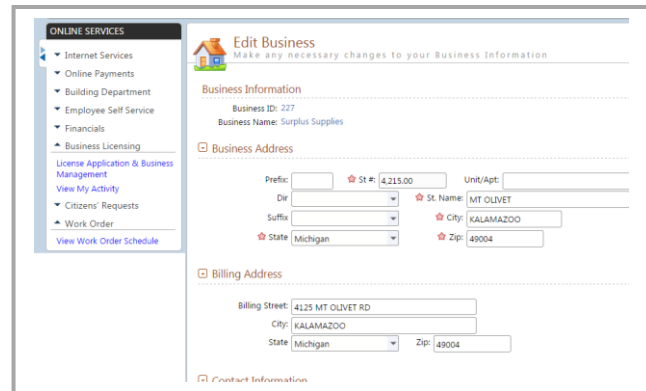 ONLINE SERVICES
Internet Services
Online Payments
Building Department
Employee Self Service
Financials
Business Licensing
License Application & Business
Management
View My Activity
Citizens' Requests
Work Order
View Work Order Schedule
Edit Business
Make any necessary changes to your Business Information
Business Information
Business ID: 227
Business Name: Surplus Supplies
Business Address
Prefix: St #: 4,215.00 Unit/Apt:
Dir St. Name: MT OLIVET
Suffix City: KALAMAZOO
State Michigan Zip: 49004
Billing Address
Billing Street: 4125 MT OLIVET RD
City: KALAMAZOO
State Michigan Zip: 49004
Contact Information